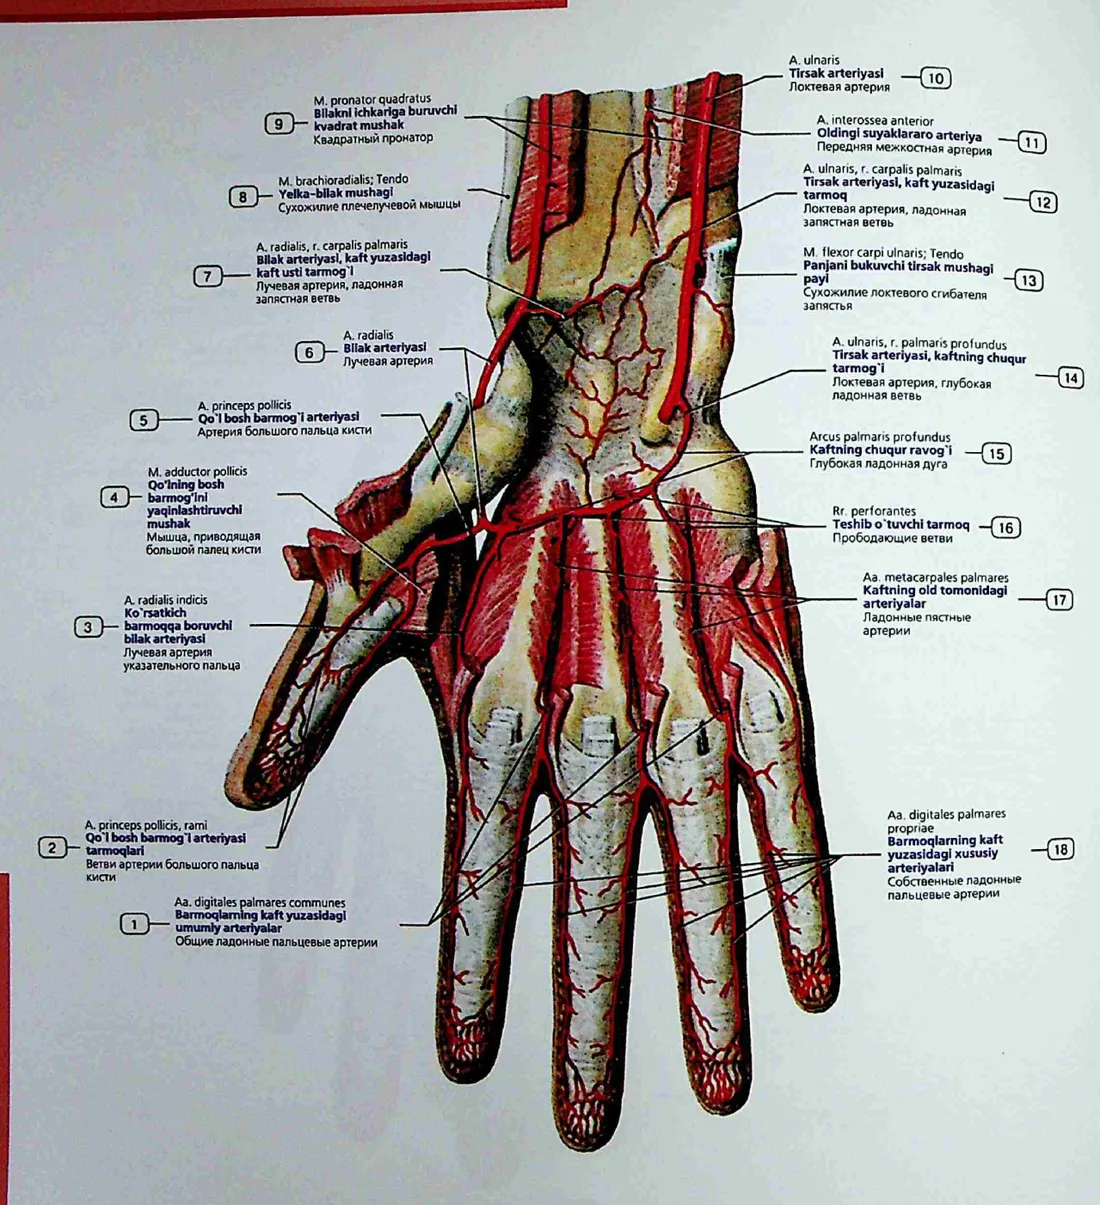 A. ulnaris
Tirsak arteriyasi
Локтевая артерия
10
M. pronator quadratus
Bilakni ichkariga buruvchi
kvadrat mushak
Квадратный пронатор
9
A. interossea anterior
Oldingi suyaklararo arteriya
Передняя межкостная артерия
11
M. brachioradialis; Tendo
Yelka-bilak mushagi
Сухожилие плечелучевой мышцы
8
A. ulnaris, r. carpalis palmaris
Tirsak arteriyasi, kaft yuzasidagi
tarmoq
Локтевая артерия, ладонная
запястная ветвь
12
A. radialis, r. carpalis palmaris
Bilak arteriyasi, kaft yuzasidagi
kaft usti tarmog`i
Лучевая артерия, ладонная
запястная ветвь
7
M. flexor carpi ulnaris; Tendo
Panjani bukuvchi tirsak mushagi
payi
Сухожилие локтевого сгибателя
запястья
13
A. radialis
Bilak arteriyasi
Лучевая артерия
6
A. ulnaris, r. palmaris profundus
Tirsak arteriyasi, kaftning chuqur
tarmog`i
Локтевая артерия, глубокая
ладонная ветвь
14
A. princeps pollicis
Qo`l bosh barmog`i arteriyasi
Артерия большого пальца кисти
5
Arcus palmaris profundus
Kaftning chuqur ravog`i
Глубокая ладонная дуга
15
M. adductor pollicis
Qo'lning bosh
barmog'ini
yaqinlashtiruvchi
mushak
Мышца, приводящая
большой палец кисти
4
Rr. perforantes
Teshib o`tuvchi tarmoq
Прободающие ветви
16
Aa. metacarpales palmares
Kaftning old tomonidagi
arteriyalar
Ладонные пястные
артерии
17
A. radialis indicis
Ko`rsatkich
barmoqqa boruvchi
bilak arteriyasi
Лучевая артерия
указательного пальца
3
A. princeps pollicis, rami
Qo`l bosh barmog`i arteriyasi
tarmoqlari
Ветви артерии большого пальца
кисти
2
Aa. digitales palmares
propriae
Barmoqlarning kaft
yuzasidagi xususiy
arteriyalari
Собственные ладонные
пальцевые артерии
18
Aa. digitales palmares communes
Barmoqlarning kaft yuzasidagi
umumiy arteriyalar
Общие ладонные пальцевые артерии
1